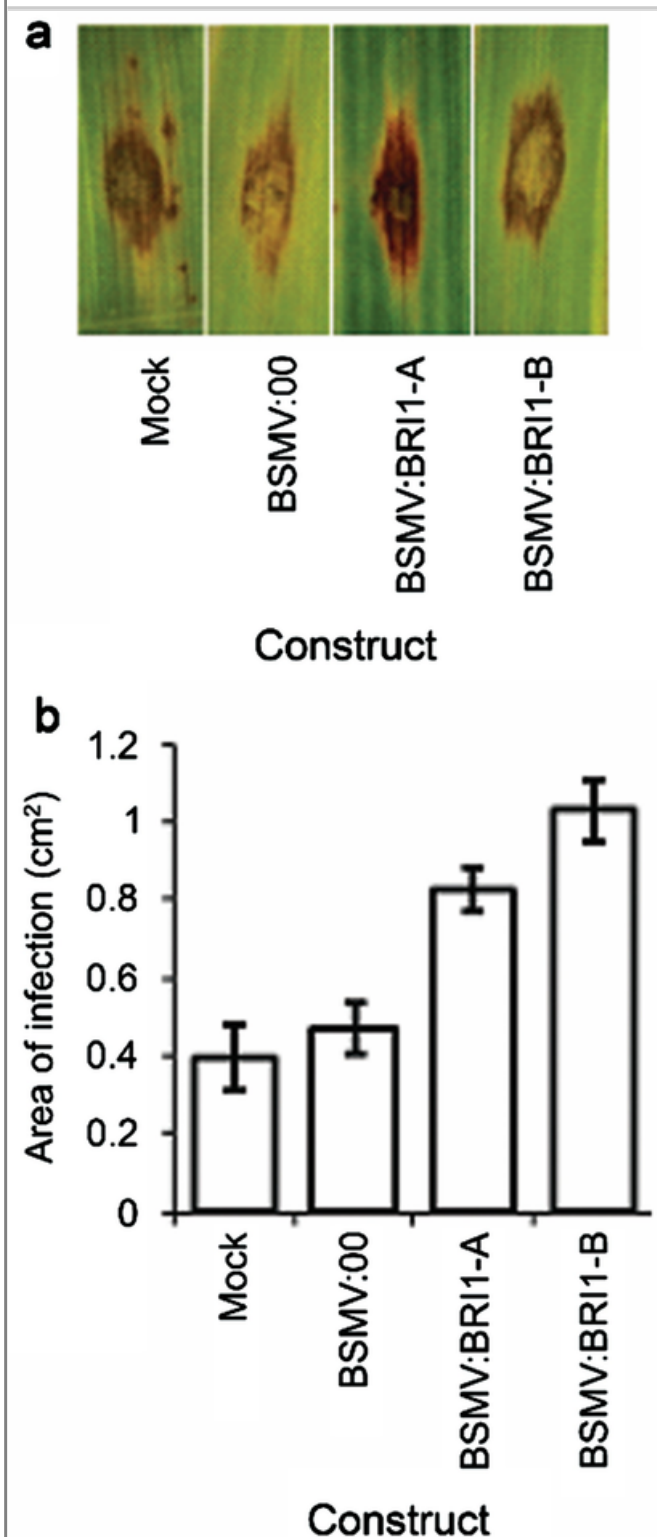 a
Mock
BSMV:00
BSMV:BRI1-A
BSMV:BRI1-B
Construct
b
Area of infection (cm²)
1.2
1
0.8
0.6
0.4
0.2
0
Mock
BSMV:00
BSMV:BRI1-A
BSMV:BRI1-B
Construct